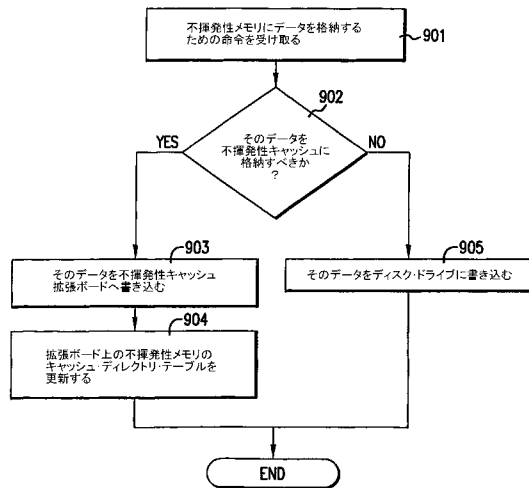 不揮発性メモリにデータを格納する
ための命令を受け取る
901
902
YES
そのデータを
不揮発性キャッシュに
格納すべきか
?
NO
903
そのデータを不揮発性キャッシュ
拡張ボードへ書き込む
905
そのデータをディスク・ドライブに書き込む
904
拡張ボード上の不揮発性メモリの
キャッシュ・ディレクトリ・テーブルを
更新する
END